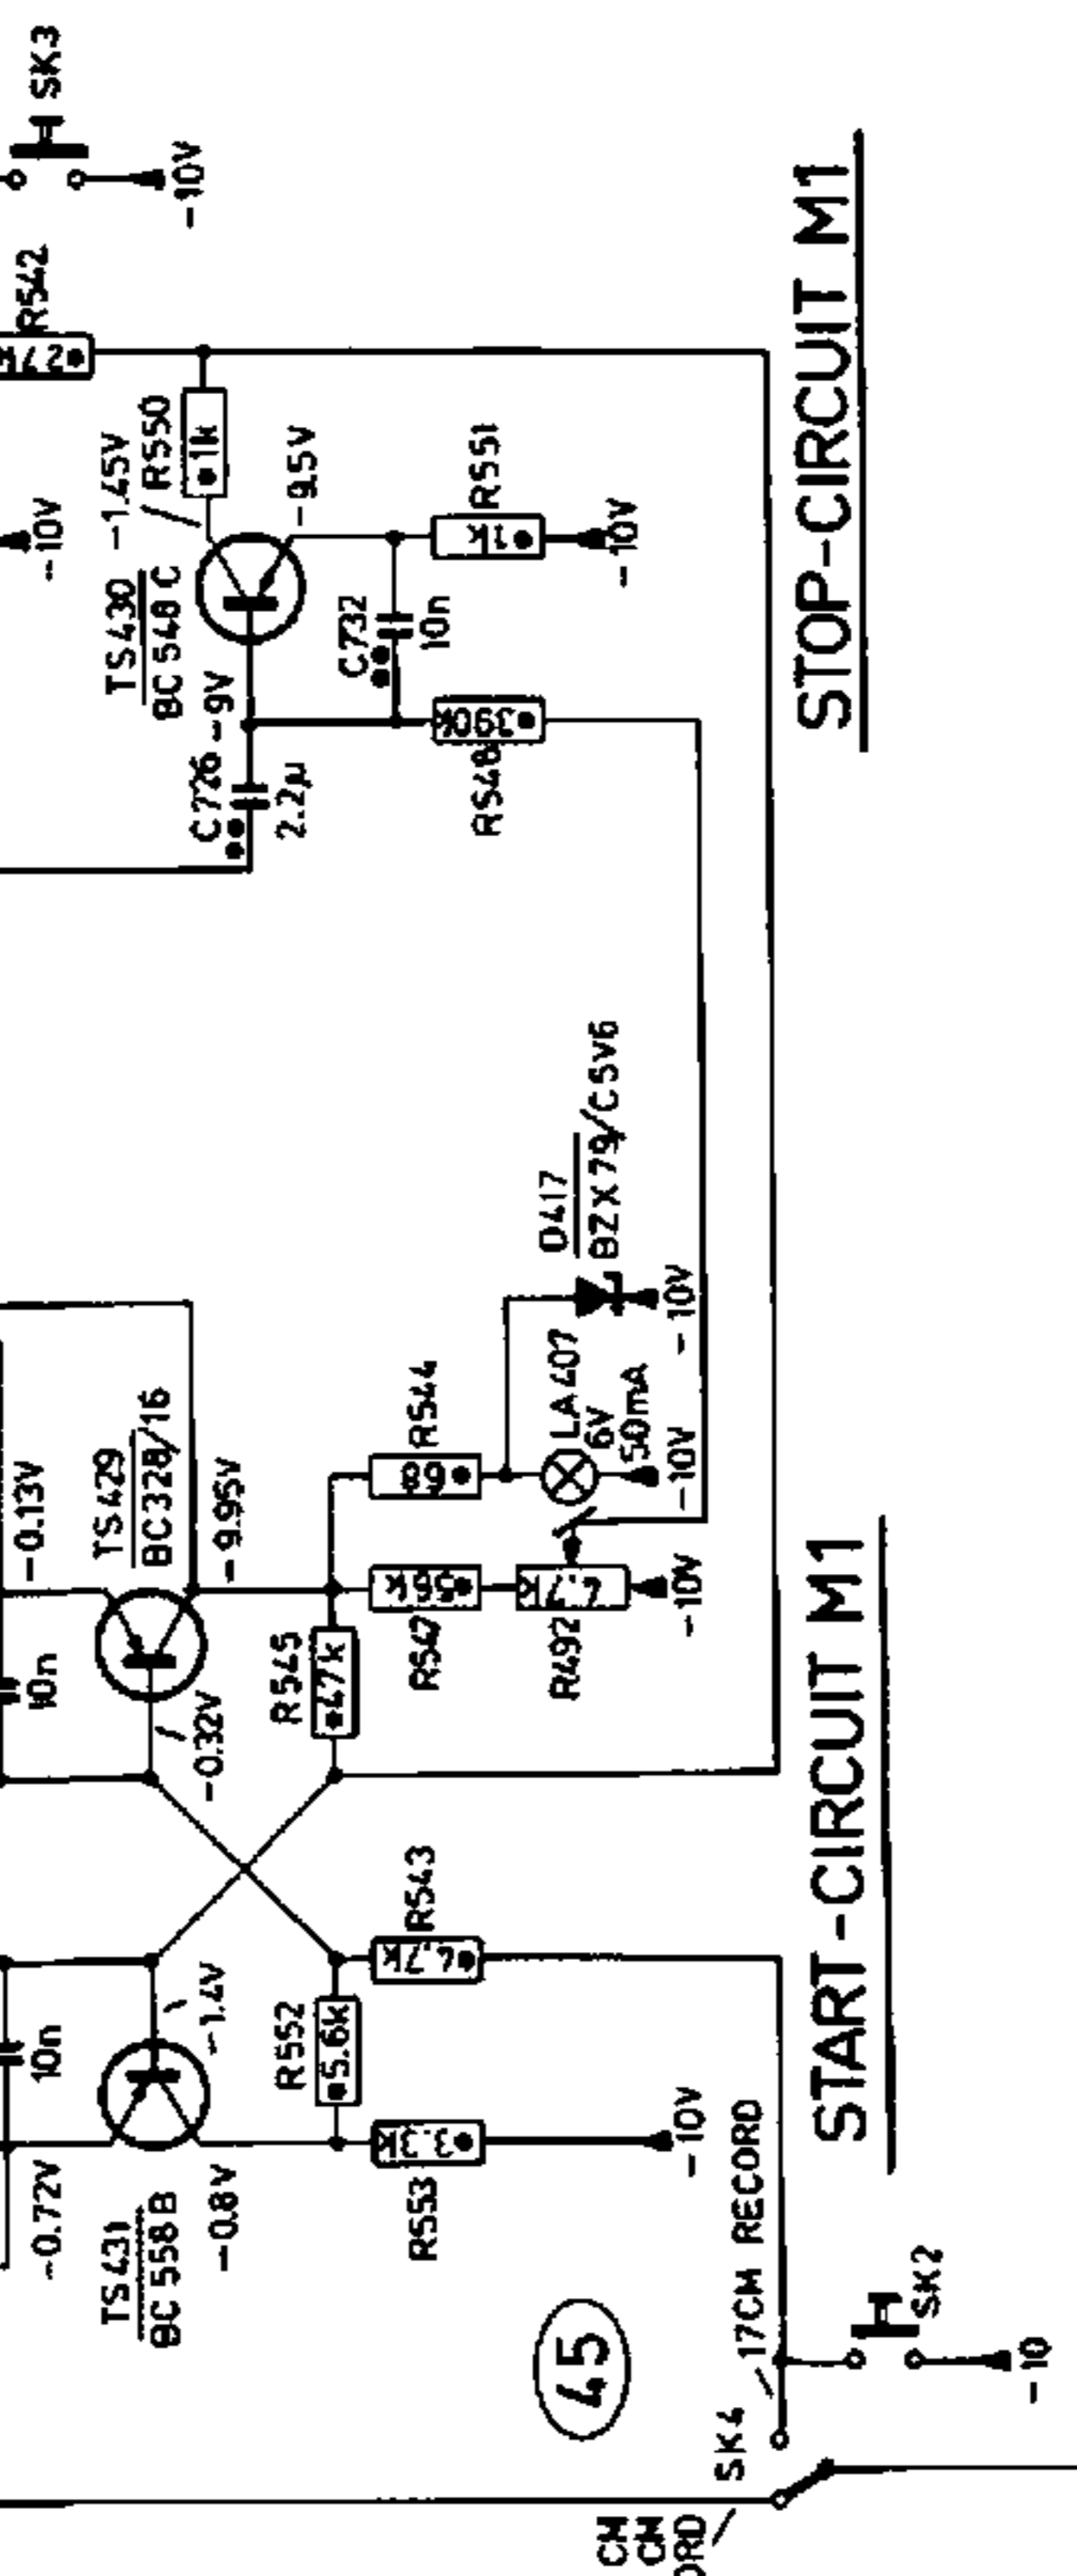 SK3
-10V
R542
-10V
-1.45V
R550
1k
TS430
BC548C
-9.5V
R551
1k
-10V
C732
10n
-9V
C726
2.2µ
390k
R548
STOP-CIRCUIT M1
D417
BZX79/C5V6
-10V
-0.13V
TS429
BC328/16
-9.95V
R544
68
LA407
6V
50mA
-10V
10n
-0.32V
R545
47k
R547
56k
R492
4.7k
-10V
R543
4.7k
10n
-1.4V
R552
5.6k
-0.72V
TS431
BC558B
-0.8V
R553
3.3k
-10V
START-CIRCUIT M1
45
17CM RECORD
SK2
-10
SK4
CM
CM
ORD